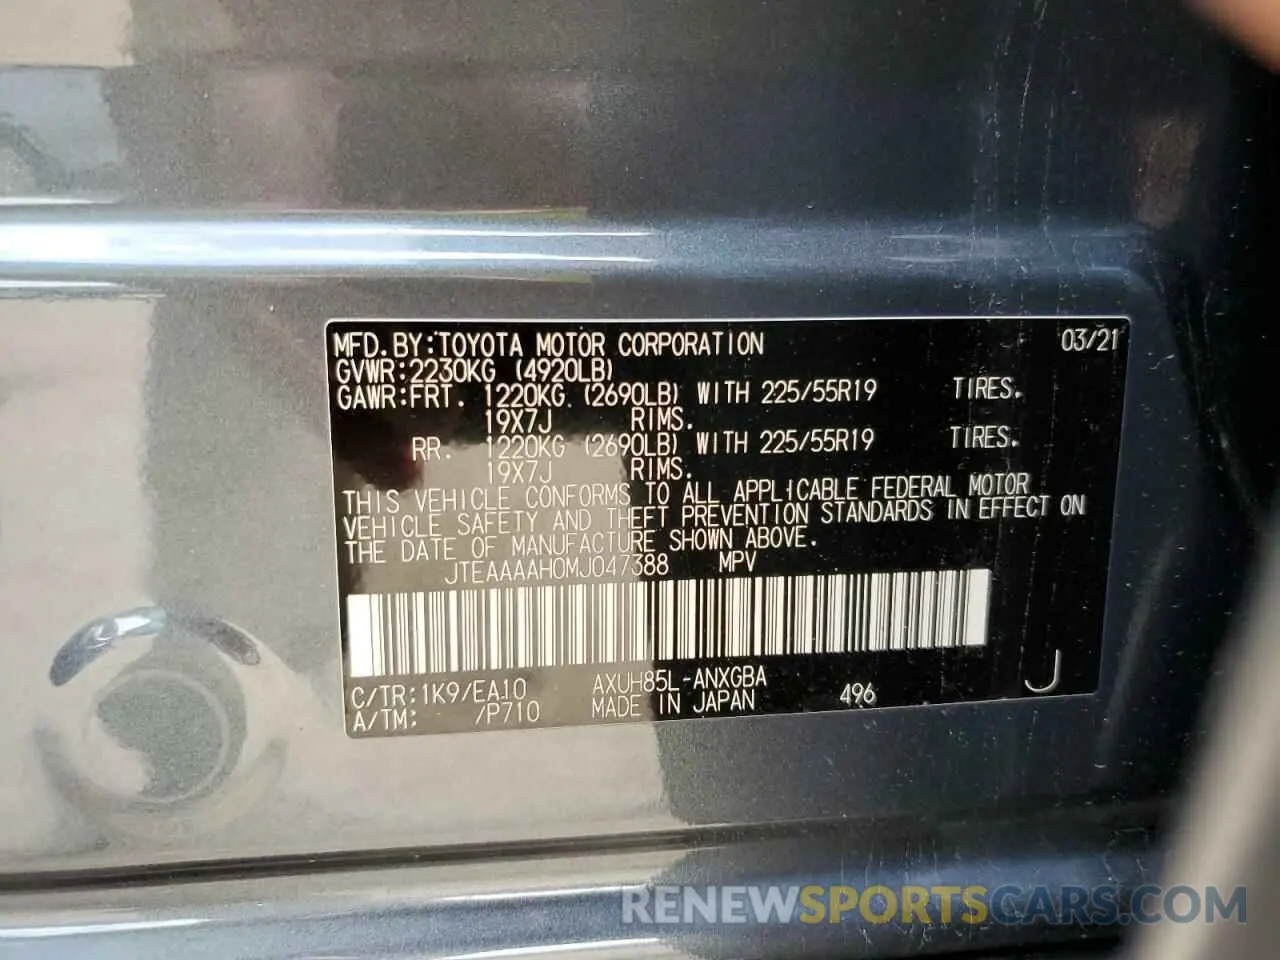 MFD. BY:TOYOTA MOTOR CORPORATION 03/21
GVWR:2230KG (4920LB)
GAWR:FRT. 1220KG (2690LB) WITH 225/55R19 TIRES.
19X7J RIMS.
RR. 1220KG (2690LB) WITH 225/55R19 TIRES.
19X7J RIMS.
THIS VEHICLE CONFORMS TO ALL APPLICABLE FEDERAL MOTOR
VEHICLE SAFETY AND THEFT PREVENTION STANDARDS IN EFFECT ON
THE DATE OF MANUFACTURE SHOWN ABOVE.
JTEAAAAH0MJ047388 MPV
C/TR:1K9/EA10 AXUH85L-ANXGBA
A/TM: /P710 MADE IN JAPAN 496 J
RENEWSPORTSCARS.COM